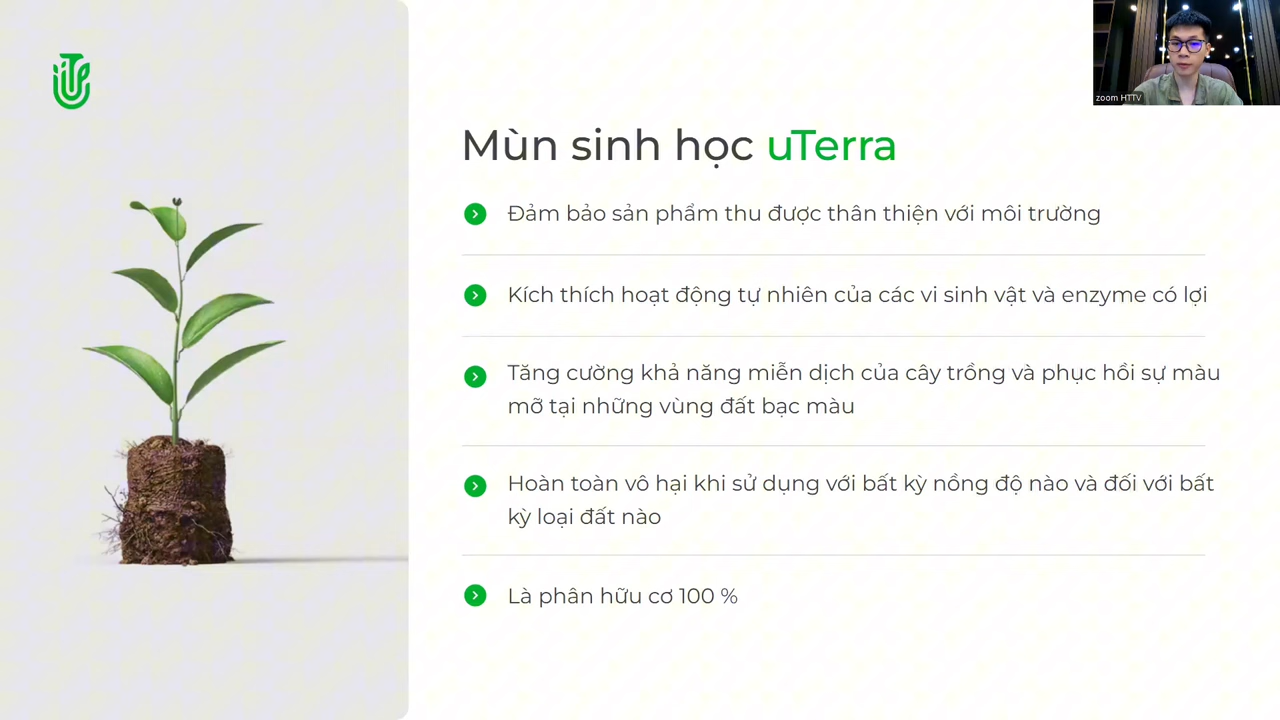 zoom HTTV
Mùn sinh học uTerra
Đảm bảo sản phẩm thu được thân thiện với môi trường
Kích thích hoạt động tự nhiên của các vi sinh vật và enzyme có lợi
Tăng cường khả năng miễn dịch của cây trồng và phục hồi sự màu
mỡ tại những vùng đất bạc màu
Hoàn toàn vô hại khi sử dụng với bất kỳ nồng độ nào và đối với bất
kỳ loại đất nào
Là phân hữu cơ 100 %